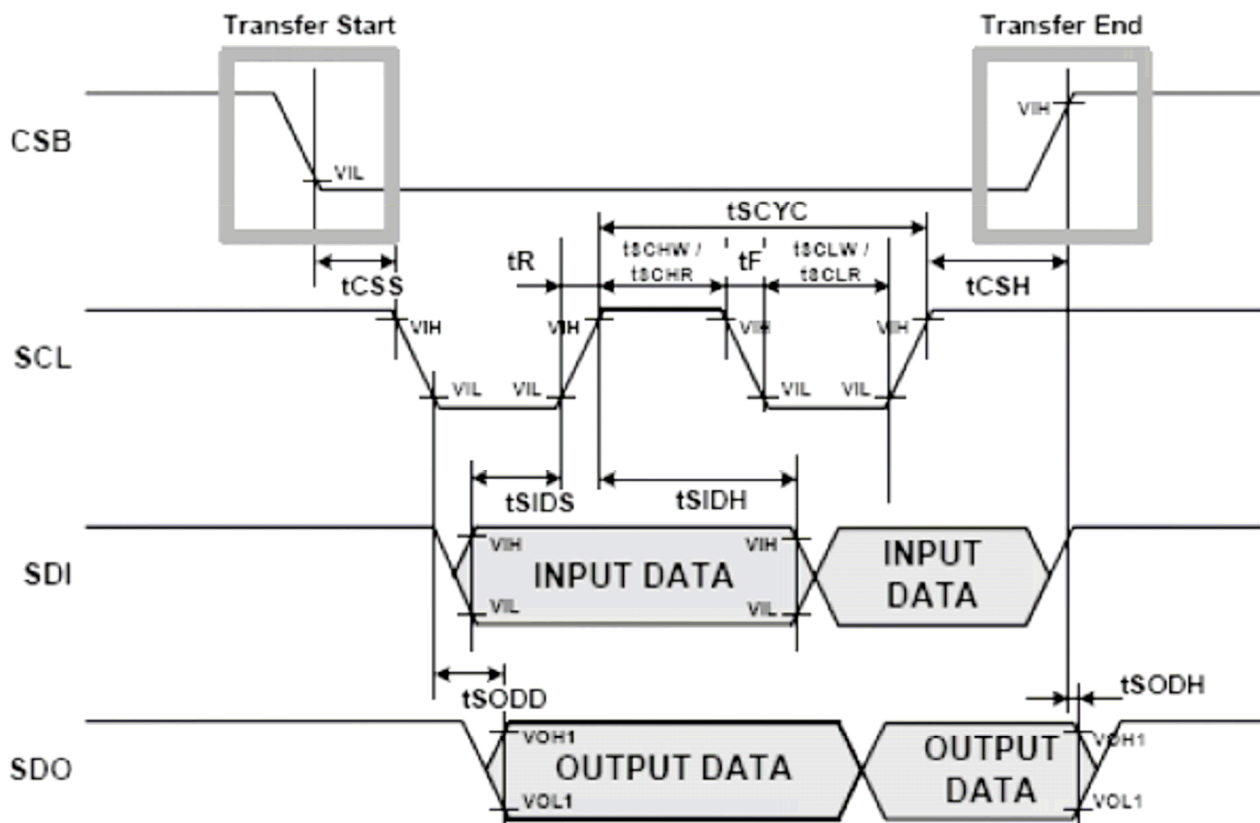 Transfer Start
Transfer End
CSB
VIL
VIH
tSCYC
tR
tSCHW /
tSCHR
tF
tSCLW /
tSCLR
tCSS
tCSH
SCL
VIH
VIH
VIH
VIH
VIL
VIL
VIL
VIL
tSIDS
tSIDH
SDI
VIH
VIH
INPUT DATA
INPUT
DATA
VIL
VIL
tSODD
tSODH
SDO
VOH1
VOH1
OUTPUT DATA
OUTPUT
DATA
VOL1
VOL1